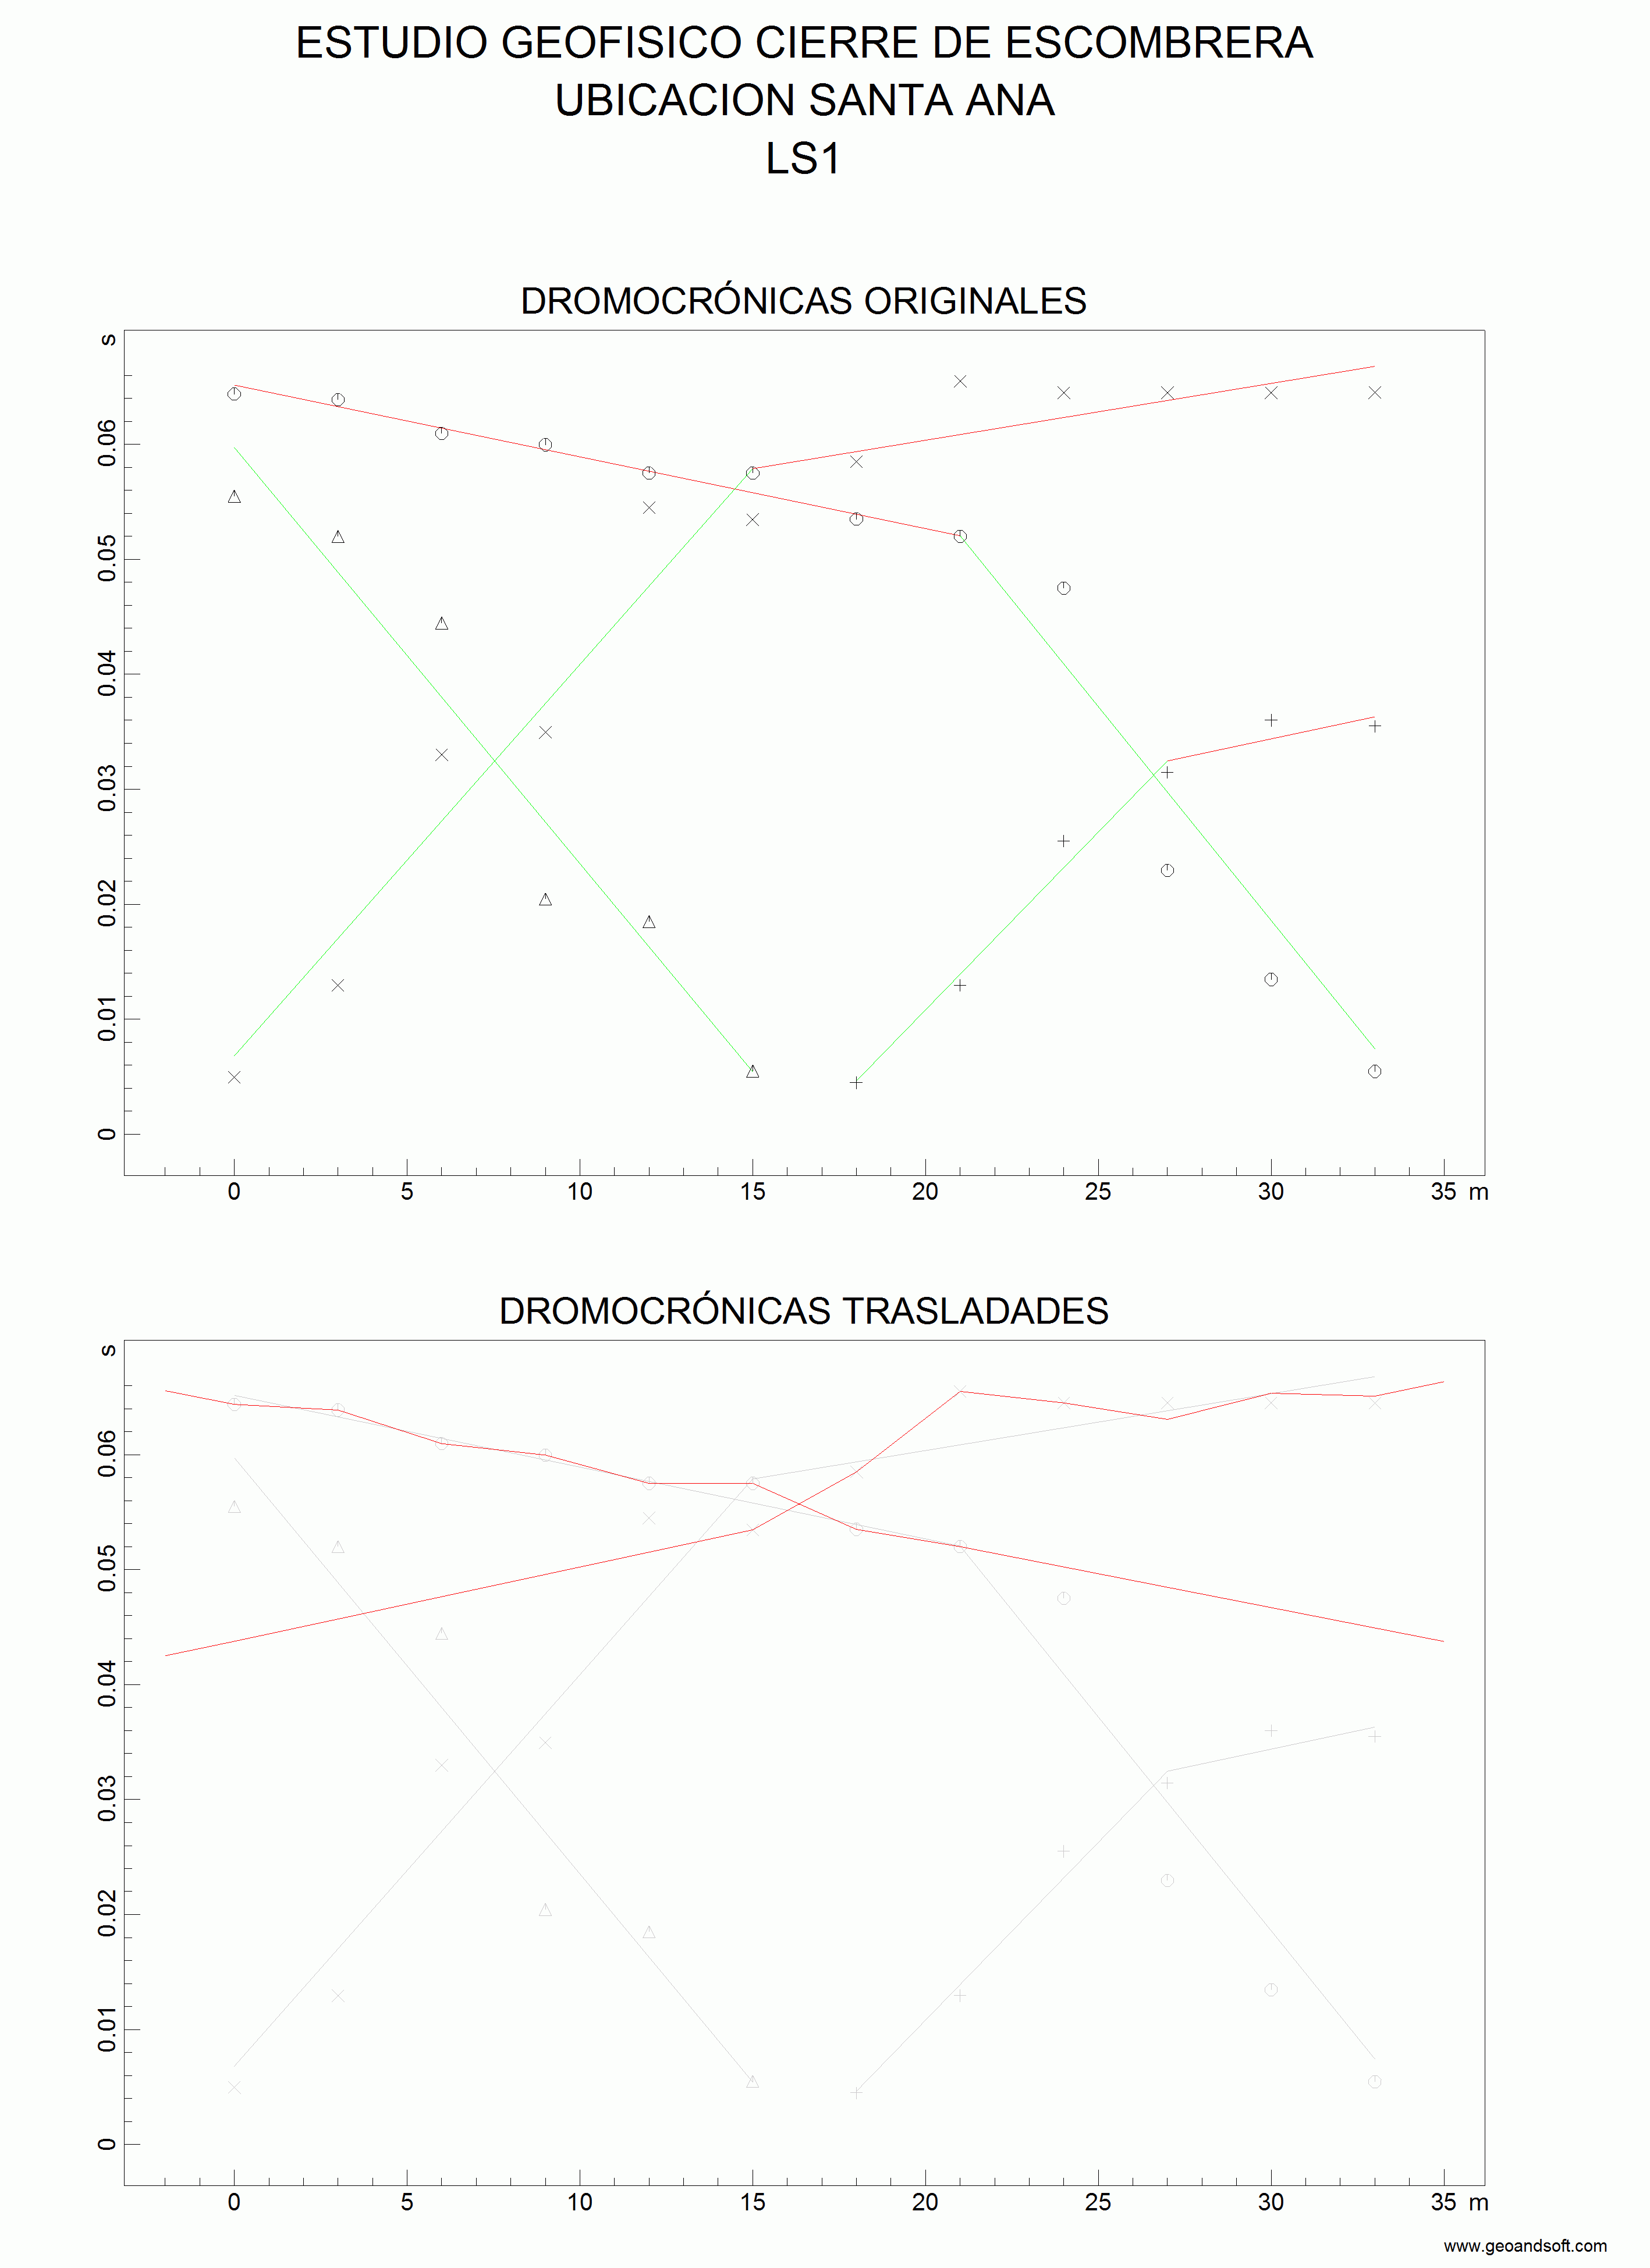 ESTUDIO GEOFISICO CIERRE DE ESCOMBRERA
UBICACION SANTA ANA
LS1
DROMOCRÓNICAS ORIGINALES
s
0.06
0.05
0.04
0.03
0.02
0.01
0
0 5 10 15 20 25 30 35 m
DROMOCRÓNICAS TRASLADADES
s
0.06
0.05
0.04
0.03
0.02
0.01
0
0 5 10 15 20 25 30 35 m
www.geoandsoft.com